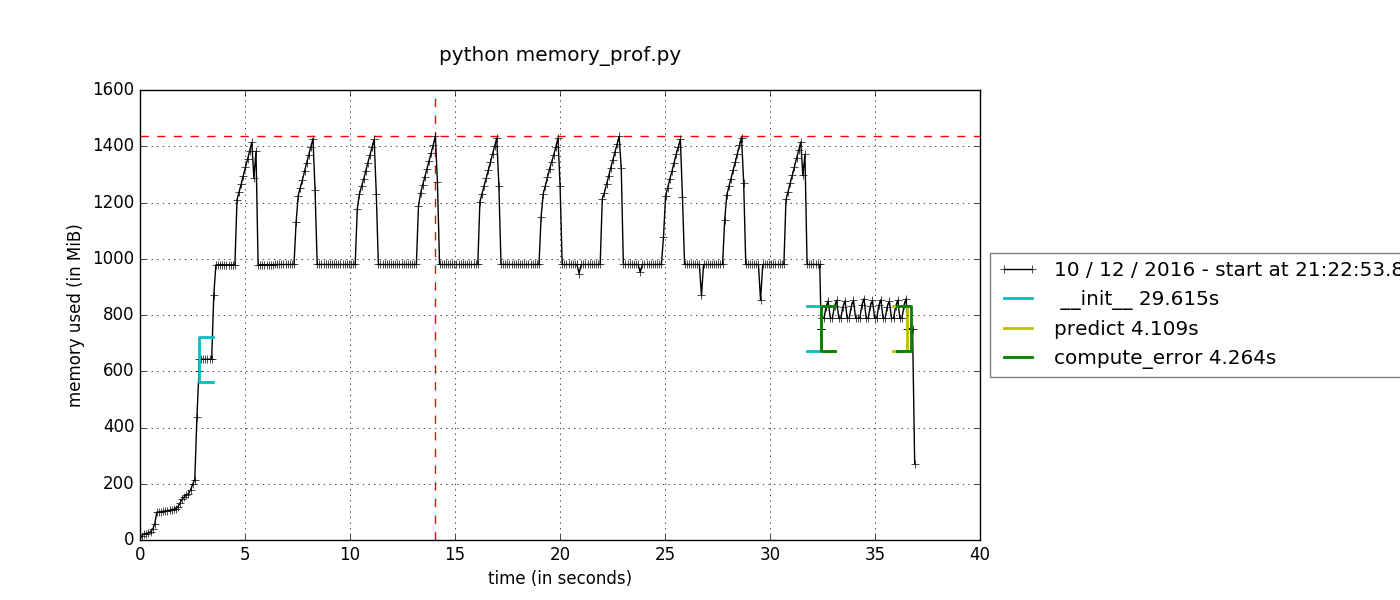 python memory_prof.py
1600
1400
1200
1000
800
600
400
200
0
memory used (in MiB)
0 5 10 15 20 25 30 35 40
time (in seconds)
10 / 12 / 2016 - start at 21:22:53.8
__init__ 29.615s
predict 4.109s
compute_error 4.264s